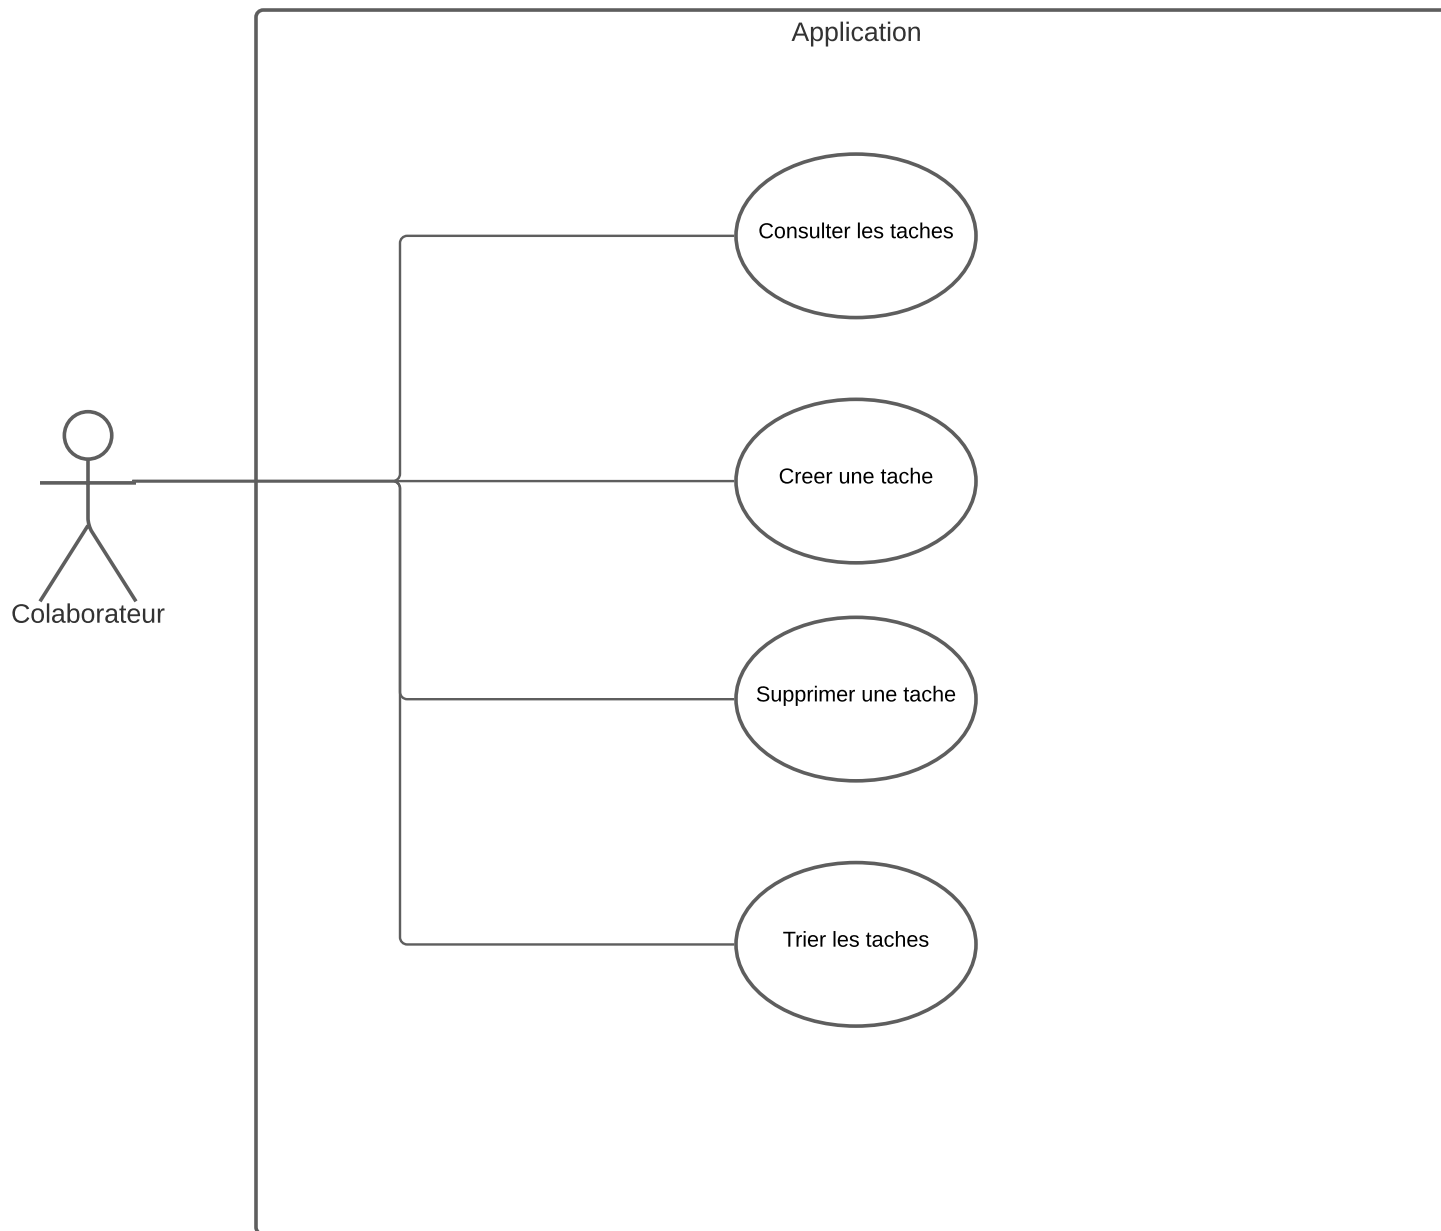 Application
Consulter les taches
Creer une tache
Colaborateur
Supprimer une tache
Trier les taches